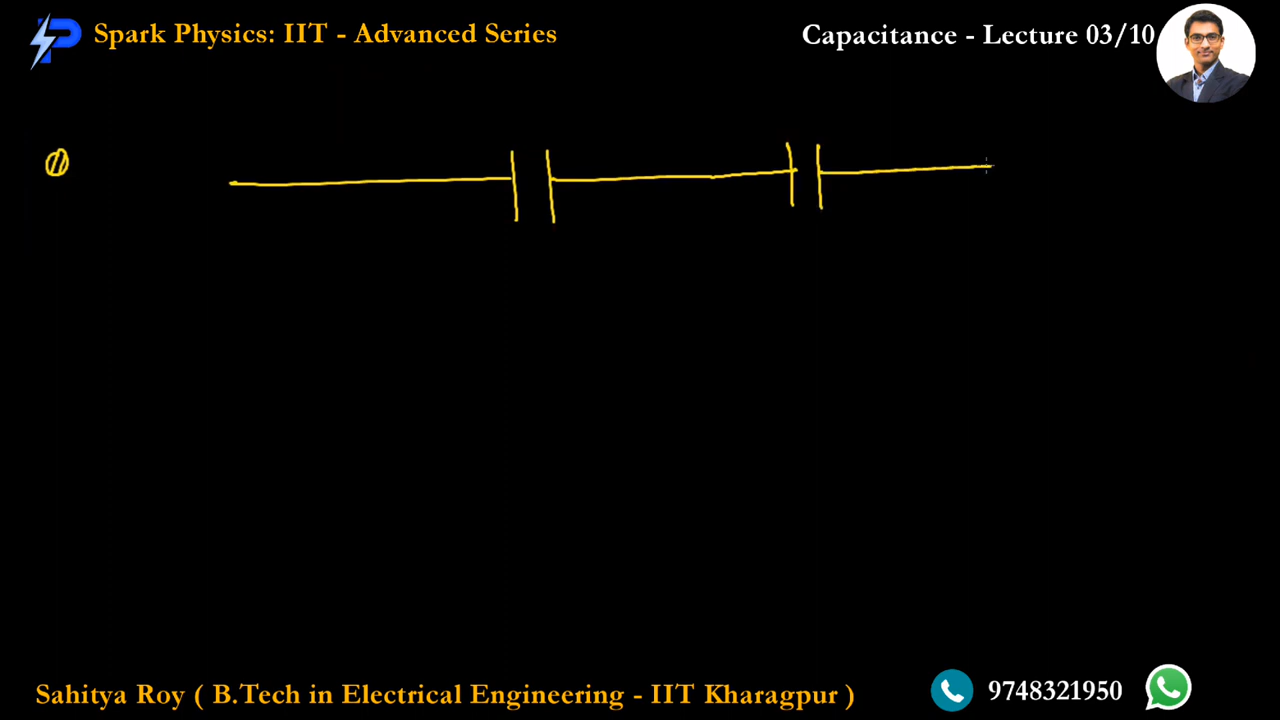 Spark Physics: IIT - Advanced Series
Capacitance - Lecture 03/10
Sahitya Roy ( B.Tech in Electrical Engineering - IIT Kharagpur )
9748321950